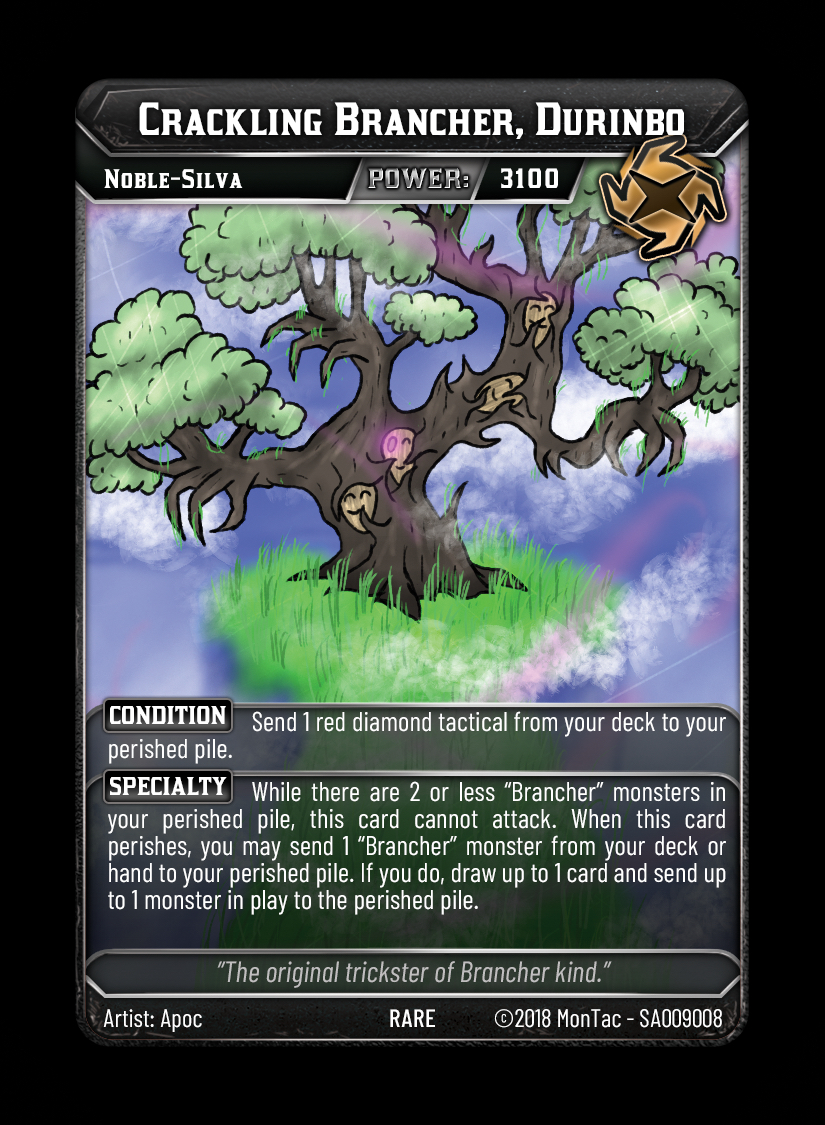 Crackling Brancher, Durinbo
Noble-Silva POWER: 3100
CONDITION Send 1 red diamond tactical from your deck to your
perished pile.
SPECIALTY While there are 2 or less “Brancher” monsters in
your perished pile, this card cannot attack. When this card
perishes, you may send 1 “Brancher” monster from your deck or
hand to your perished pile. If you do, draw up to 1 card and send up
to 1 monster in play to the perished pile.
“The original trickster of Brancher kind.”
Artist: Apoc RARE ©2018 MonTac - SA009008